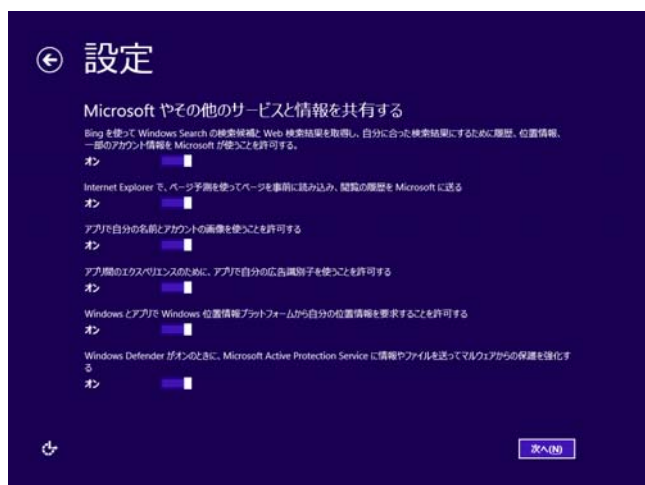 設定
Microsoft やその他のサービスと情報を共有する
Bing を使って Windows Search の検索候補と Web 検索結果を取得し、自分に合った検索結果にするために履歴、位置情報、
一部のアカウント情報を Microsoft が使うことを許可する。
オン
Internet Explorer で、ページ予測を使ってページを事前に読み込み、閲覧の履歴を Microsoft に送る
オン
アプリで自分の名前とアカウントの画像を使うことを許可する
オン
アプリ間のエクスペリエンスのために、アプリで自分の広告識別子を使うことを許可する
オン
Windows とアプリで Windows 位置情報プラットフォームから自分の位置情報を要求することを許可する
オン
Windows Defender がオンのときに、Microsoft Active Protection Service に情報やファイルを送ってマルウェアからの保護を強化す
る
オン
次へ(N)